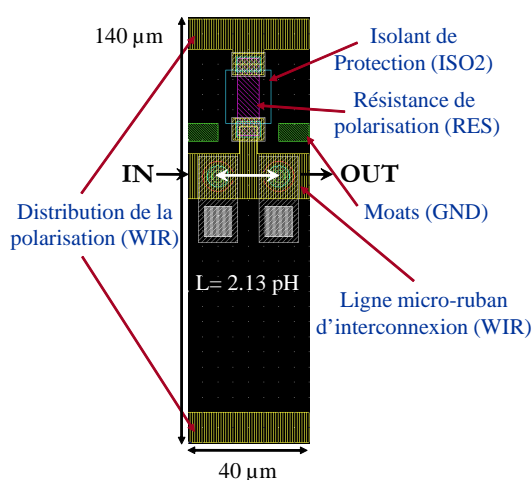 140 µm
Isolant de
Protection (ISO2)
Résistance de
polarisation (RES)
IN
OUT
Moats (GND)
Distribution de la
polarisation (WIR)
L= 2.13 pH
Ligne micro-ruban
d’interconnexion (WIR)
40 µm